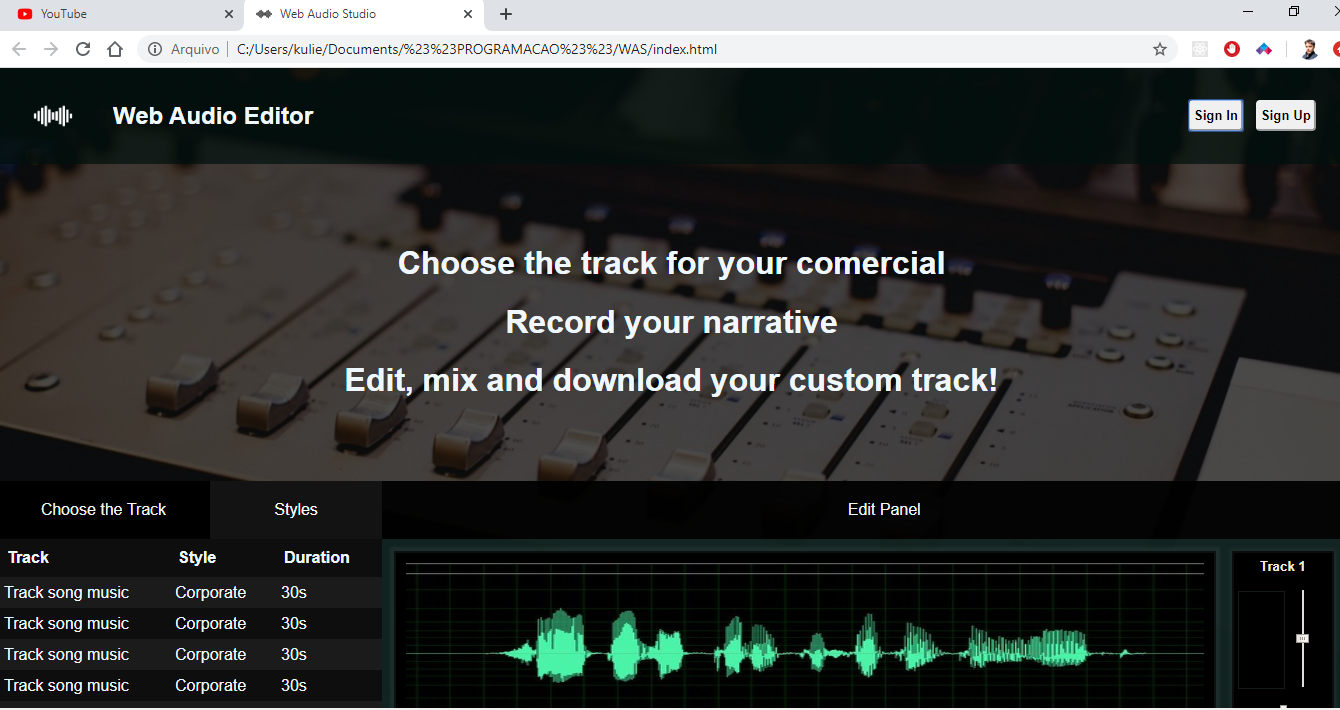 YouTube
Web Audio Studio
Arquivo C:/Users/kulie/Documents/%23%23PROGRAMACAO%23%23/WAS/index.html
Web Audio Editor
Sign In
Sign Up
Choose the track for your comercial
Record your narrative
Edit, mix and download your custom track!
Choose the Track
Styles
Edit Panel
Track Style Duration
Track song music Corporate 30s
Track song music Corporate 30s
Track song music Corporate 30s
Track song music Corporate 30s
Track 1